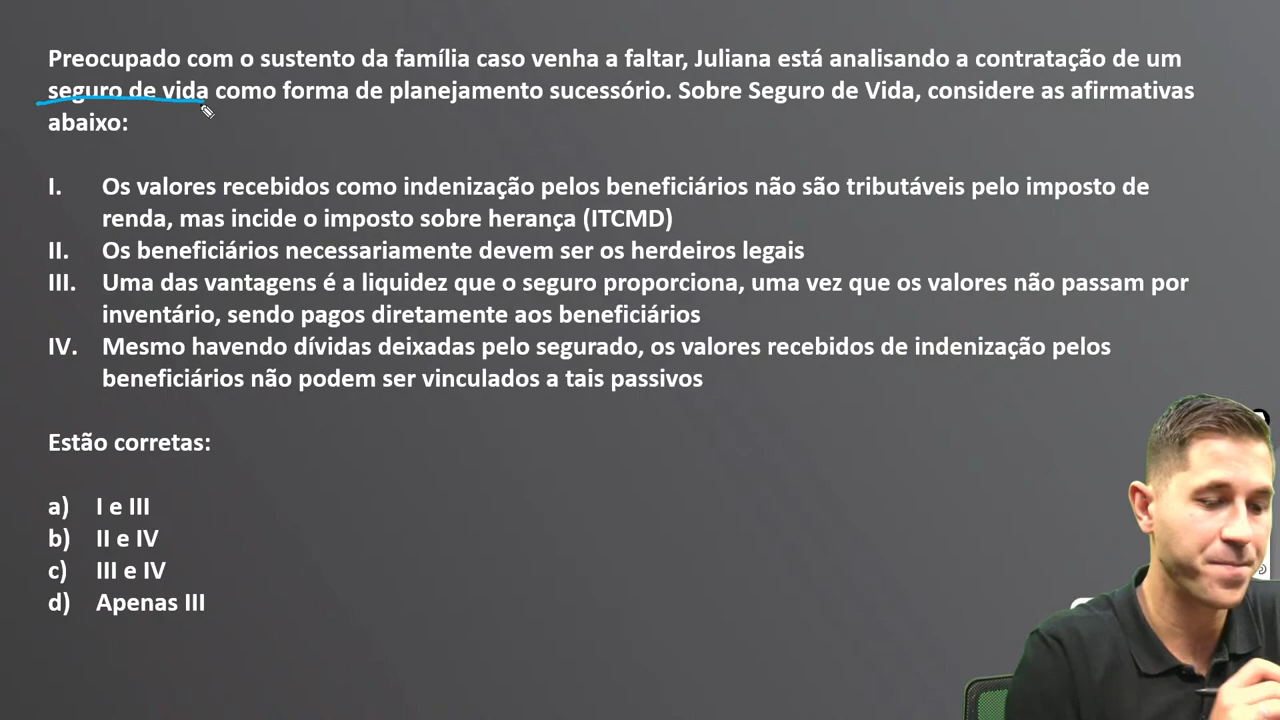 Preocupado com o sustento da família caso venha a faltar, Juliana está analisando a contratação de um
seguro de vida como forma de planejamento sucessório. Sobre Seguro de Vida, considere as afirmativas
abaixo:
I. Os valores recebidos como indenização pelos beneficiários não são tributáveis pelo imposto de
renda, mas incide o imposto sobre herança (ITCMD)
II. Os beneficiários necessariamente devem ser os herdeiros legais
III. Uma das vantagens é a liquidez que o seguro proporciona, uma vez que os valores não passam por
inventário, sendo pagos diretamente aos beneficiários
IV. Mesmo havendo dívidas deixadas pelo segurado, os valores recebidos de indenização pelos
beneficiários não podem ser vinculados a tais passivos
Estão corretas:
a) I e III
b) II e IV
c) III e IV
d) Apenas III